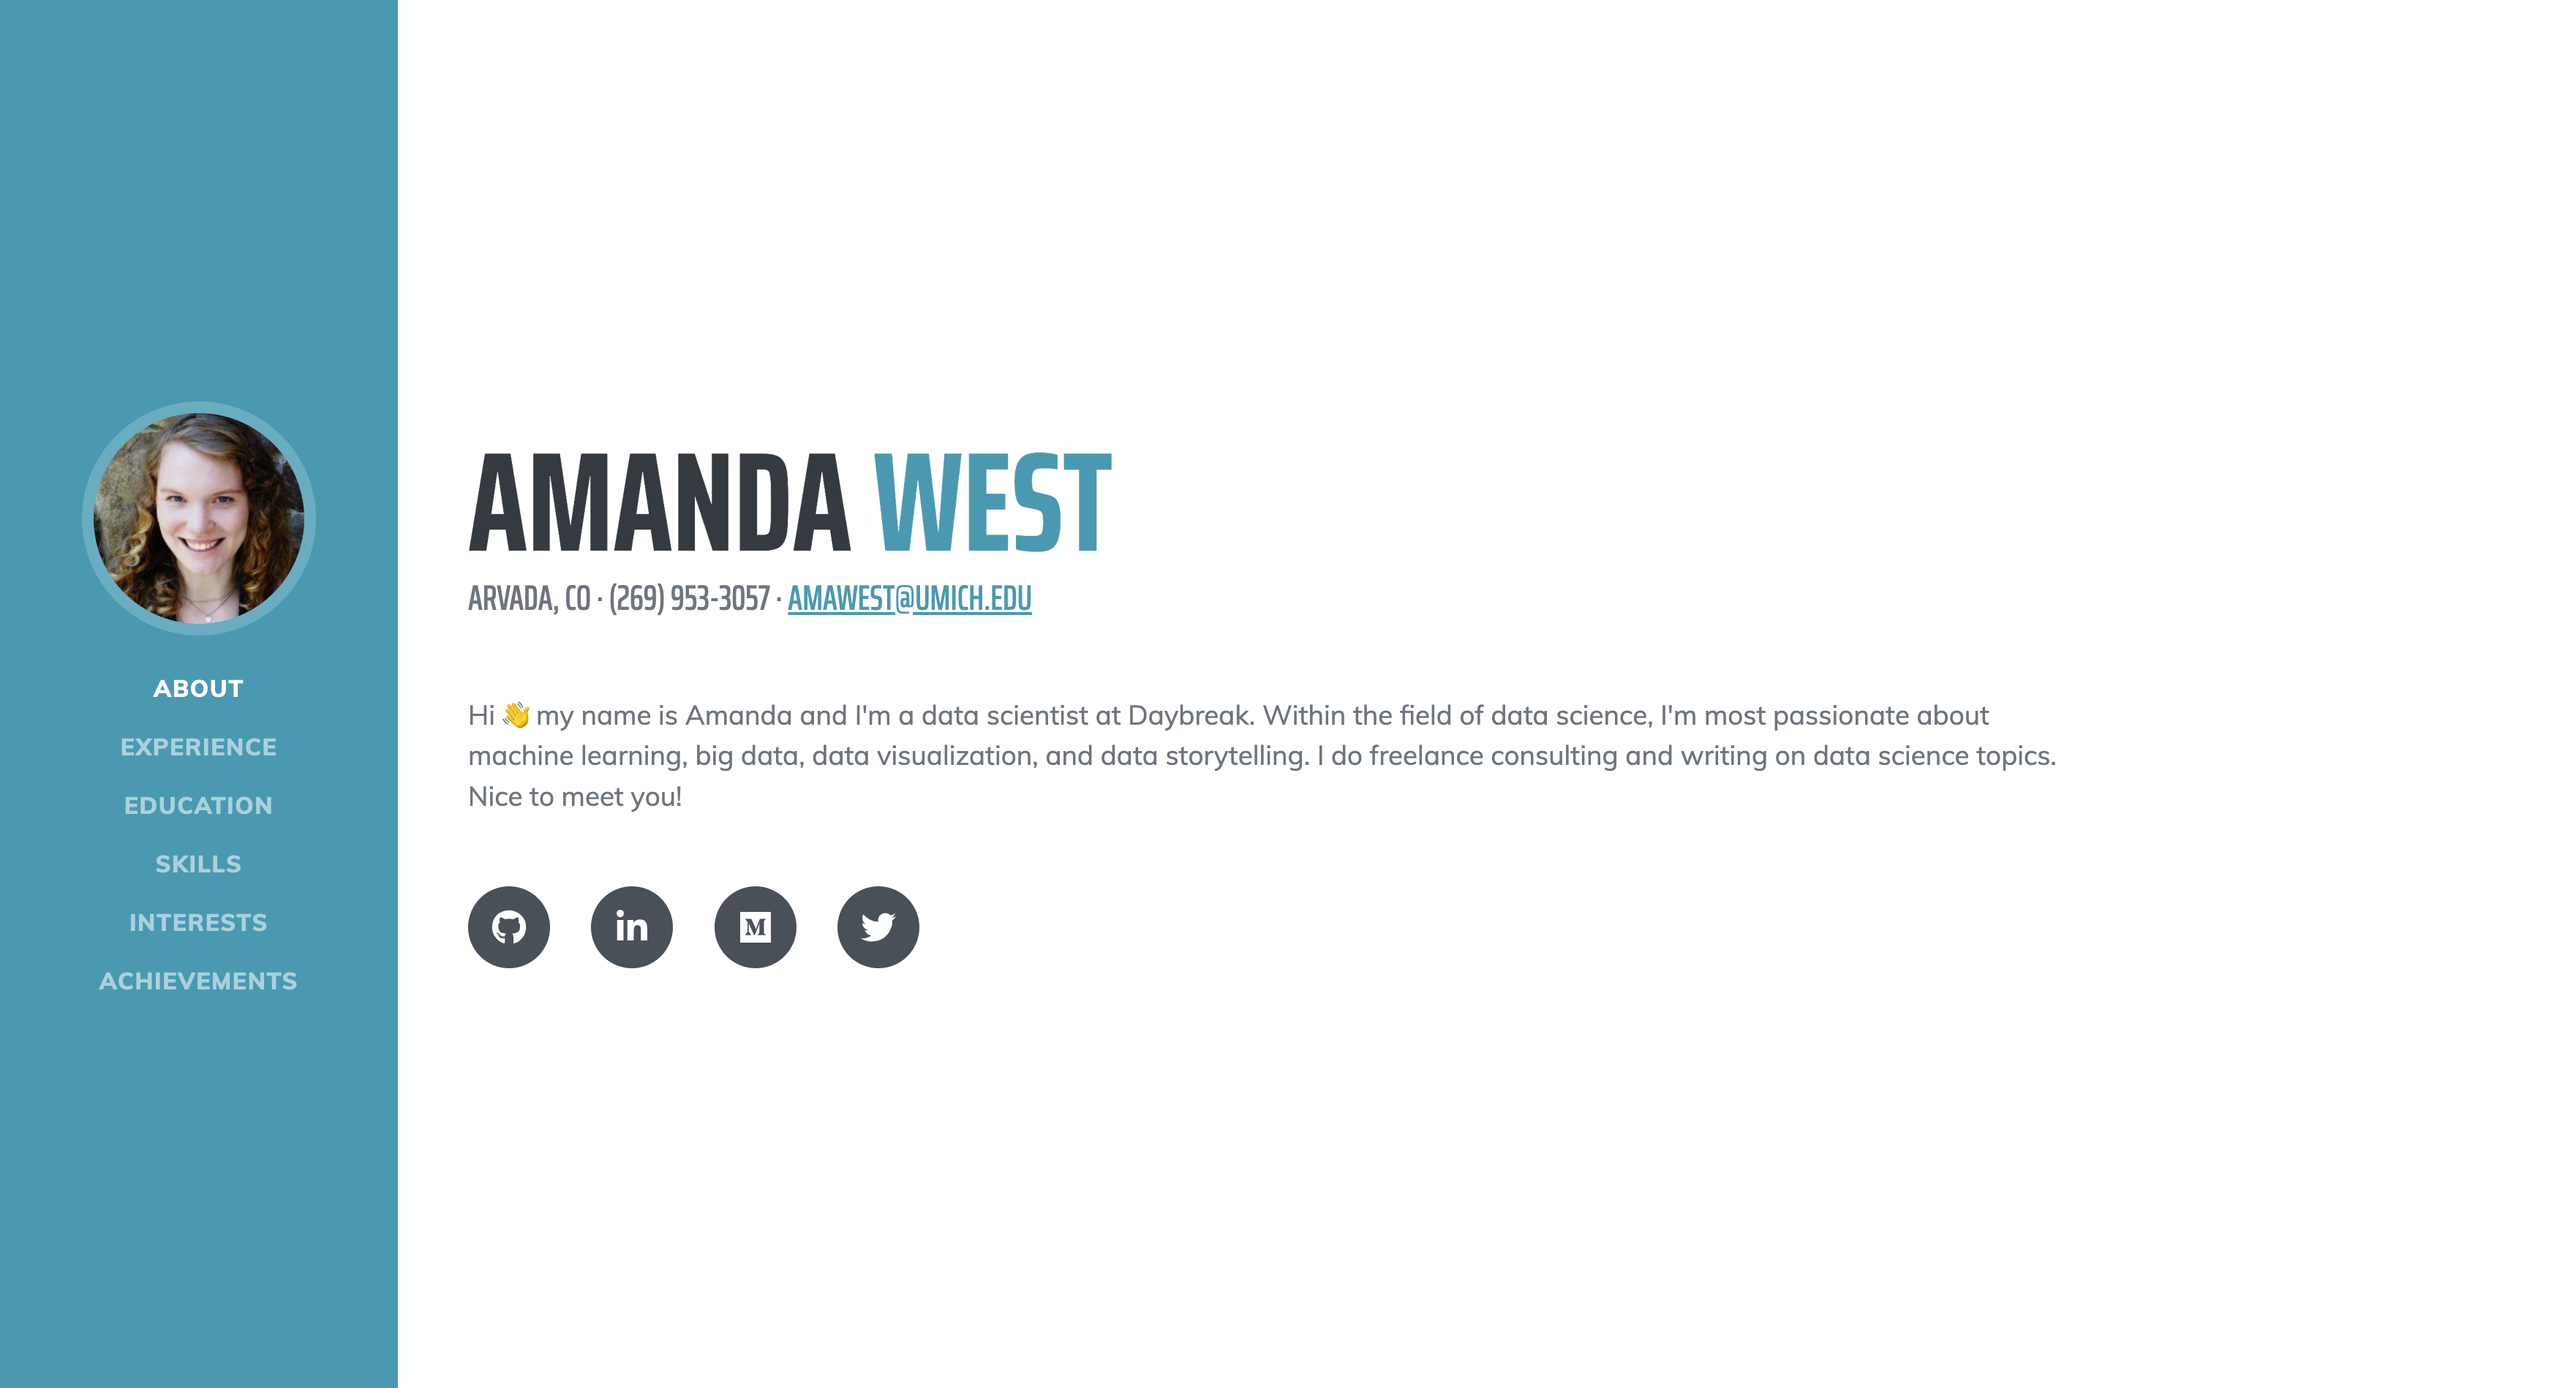 ABOUT
EXPERIENCE
EDUCATION
SKILLS
INTERESTS
ACHIEVEMENTS
AMANDA WEST
ARVADA, CO · (269) 953-3057 · AMAWEST@UMICH.EDU
Hi 👋 my name is Amanda and I'm a data scientist at Daybreak. Within the field of data science, I'm most passionate about
machine learning, big data, data visualization, and data storytelling. I do freelance consulting and writing on data science topics.
Nice to meet you!
in
M